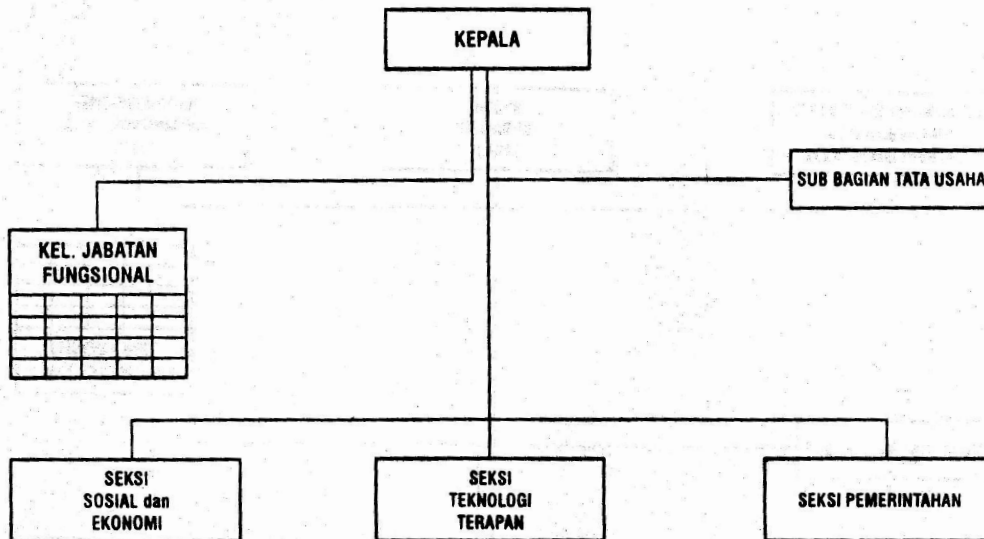 KEPALA
SUB BAGIAN TATA USAHA
KEL. JABATAN
FUNGSIONAL
SEKSI
SOSIAL dan
EKONOMI
SEKSI
TEKNOLOGI
TERAPAN
SEKSI PEMERINTAHAN